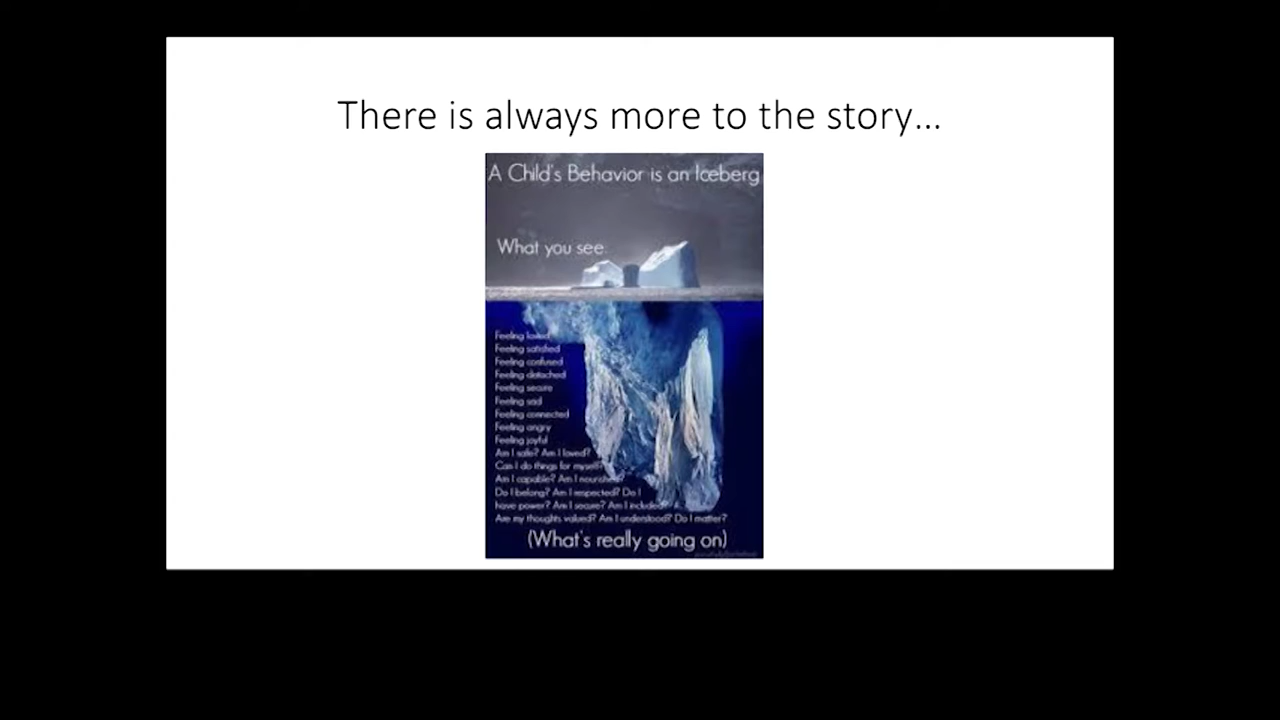 There is always more to the story...
A Child's Behavior is an Iceberg
What you see:
Feeling loved
Feeling satisfied
Feeling confused
Feeling detached
Feeling secure
Feeling sad
Feeling connected
Feeling angry
Feeling joyful
Am I safe? Am I loved?
Can I do things for myself?
Am I capable? Am I nourished?
Do I belong? Am I respected? Do I
have power? Am I secure? Am I included?
Are my thoughts valued? Am I understood? Do I matter?
(What's really going on)